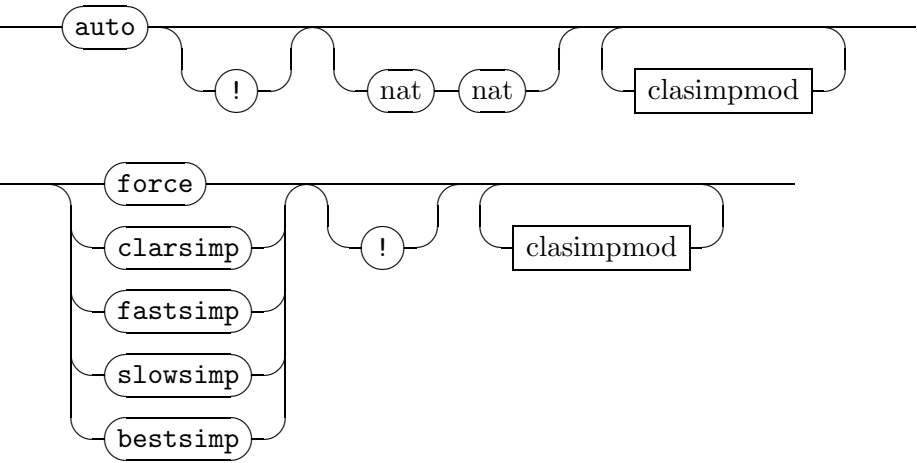 auto
! nat nat clasimpmod
force
clarsimp ! clasimpmod
fastsimp
slowsimp
bestsimp